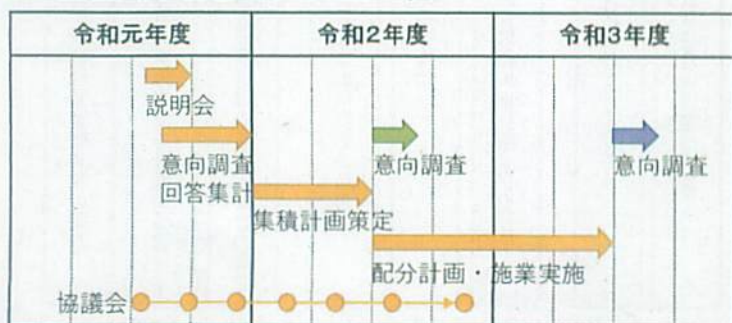 令和元年度 令和2年度 令和3年度
説明会
意向調査 意向調査 意向調査
回答集計
集積計画策定
配分計画・施業実施
協議会